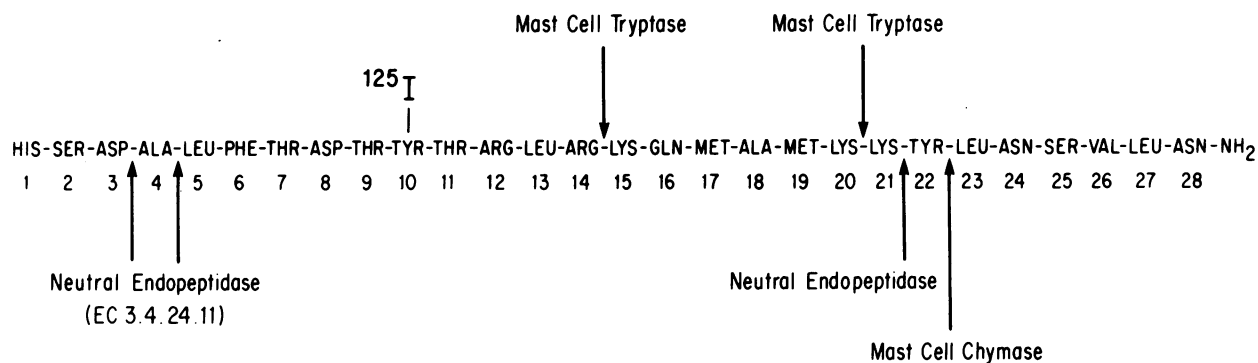 Mast Cell Tryptase Mast Cell Tryptase
125I
HIS-SER-ASP-ALA-LEU-PHE-THR-ASP-THR-TYR-THR-ARG-LEU-ARG-LYS-GLN-MET-ALA-MET-LYS-LYS-TYR-LEU-ASN-SER-VAL-LEU-ASN-NH2
1 2 3 4 5 6 7 8 9 10 11 12 13 14 15 16 17 18 19 20 21 22 23 24 25 26 27 28
Neutral Endopeptidase Neutral Endopeptidase
(EC 3.4.24.11)
Mast Cell Chymase